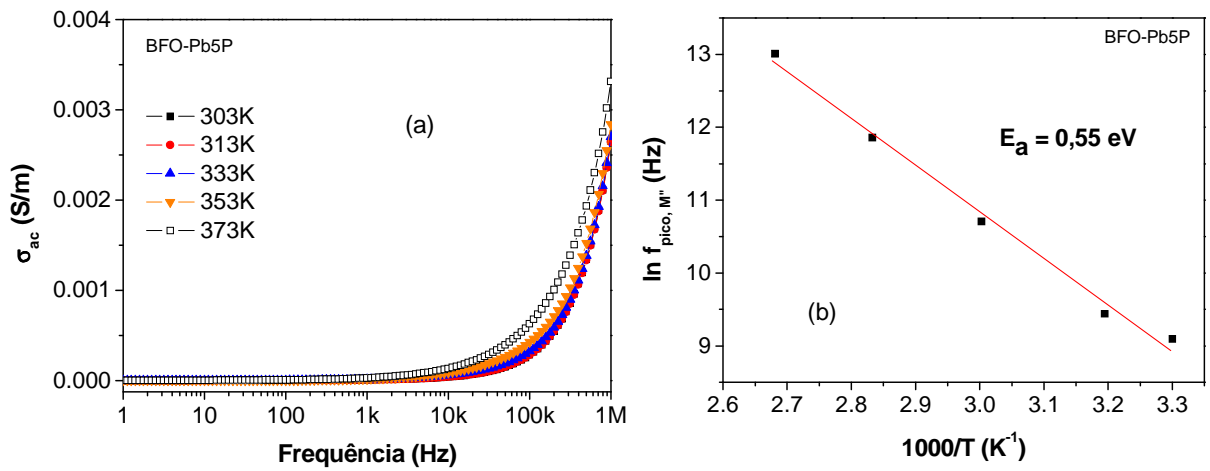 0.004
0.003
0.002
0.001
0.000
σac (S/m)
BFO-Pb5P
(a)
303K
313K
333K
353K
373K
1 10 100 1k 10k 100k 1M
Frequência (Hz)
13
12
11
10
9
ln fpico, M" (Hz)
BFO-Pb5P
Ea = 0,55 eV
(b)
2.6 2.7 2.8 2.9 3.0 3.1 3.2 3.3
1000/T (K-1)